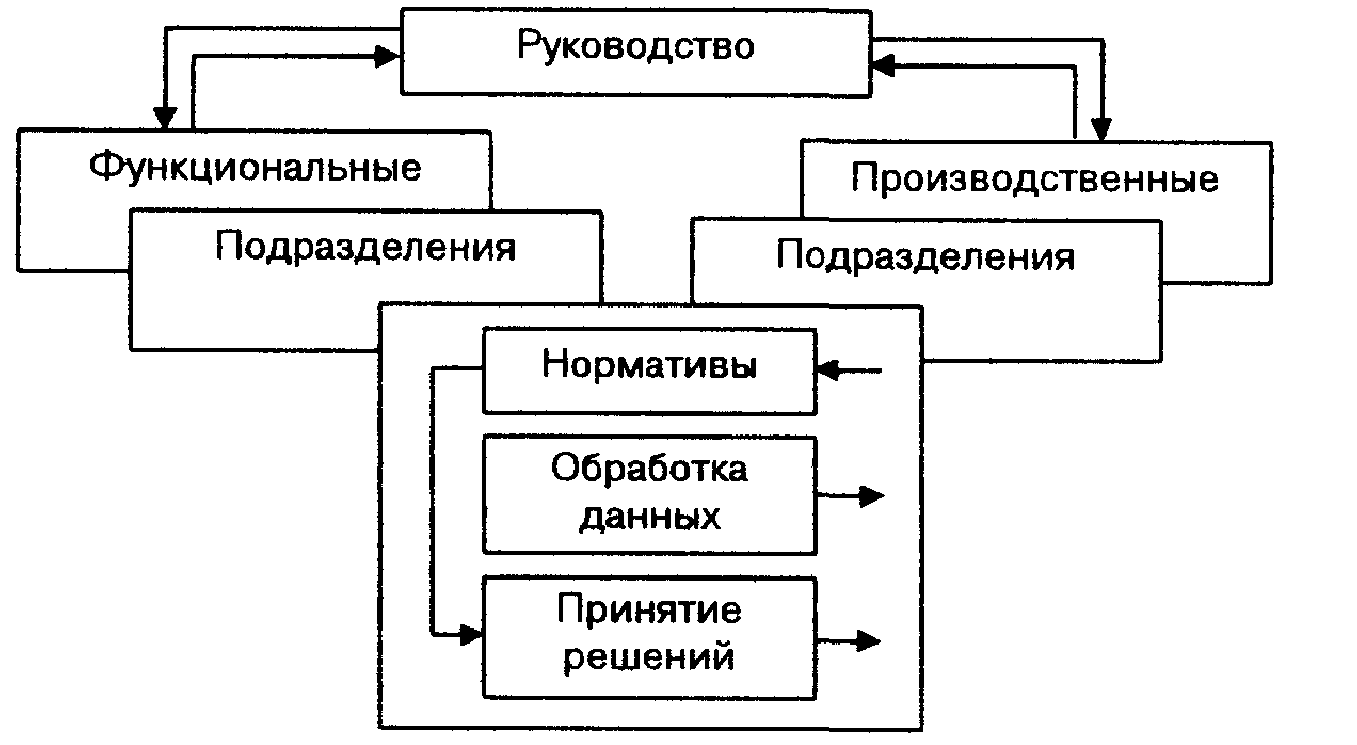 Руководство
Функциональные
Подразделения
Производственные
Подразделения
Нормативы
Обработка
данных
Принятие
решений